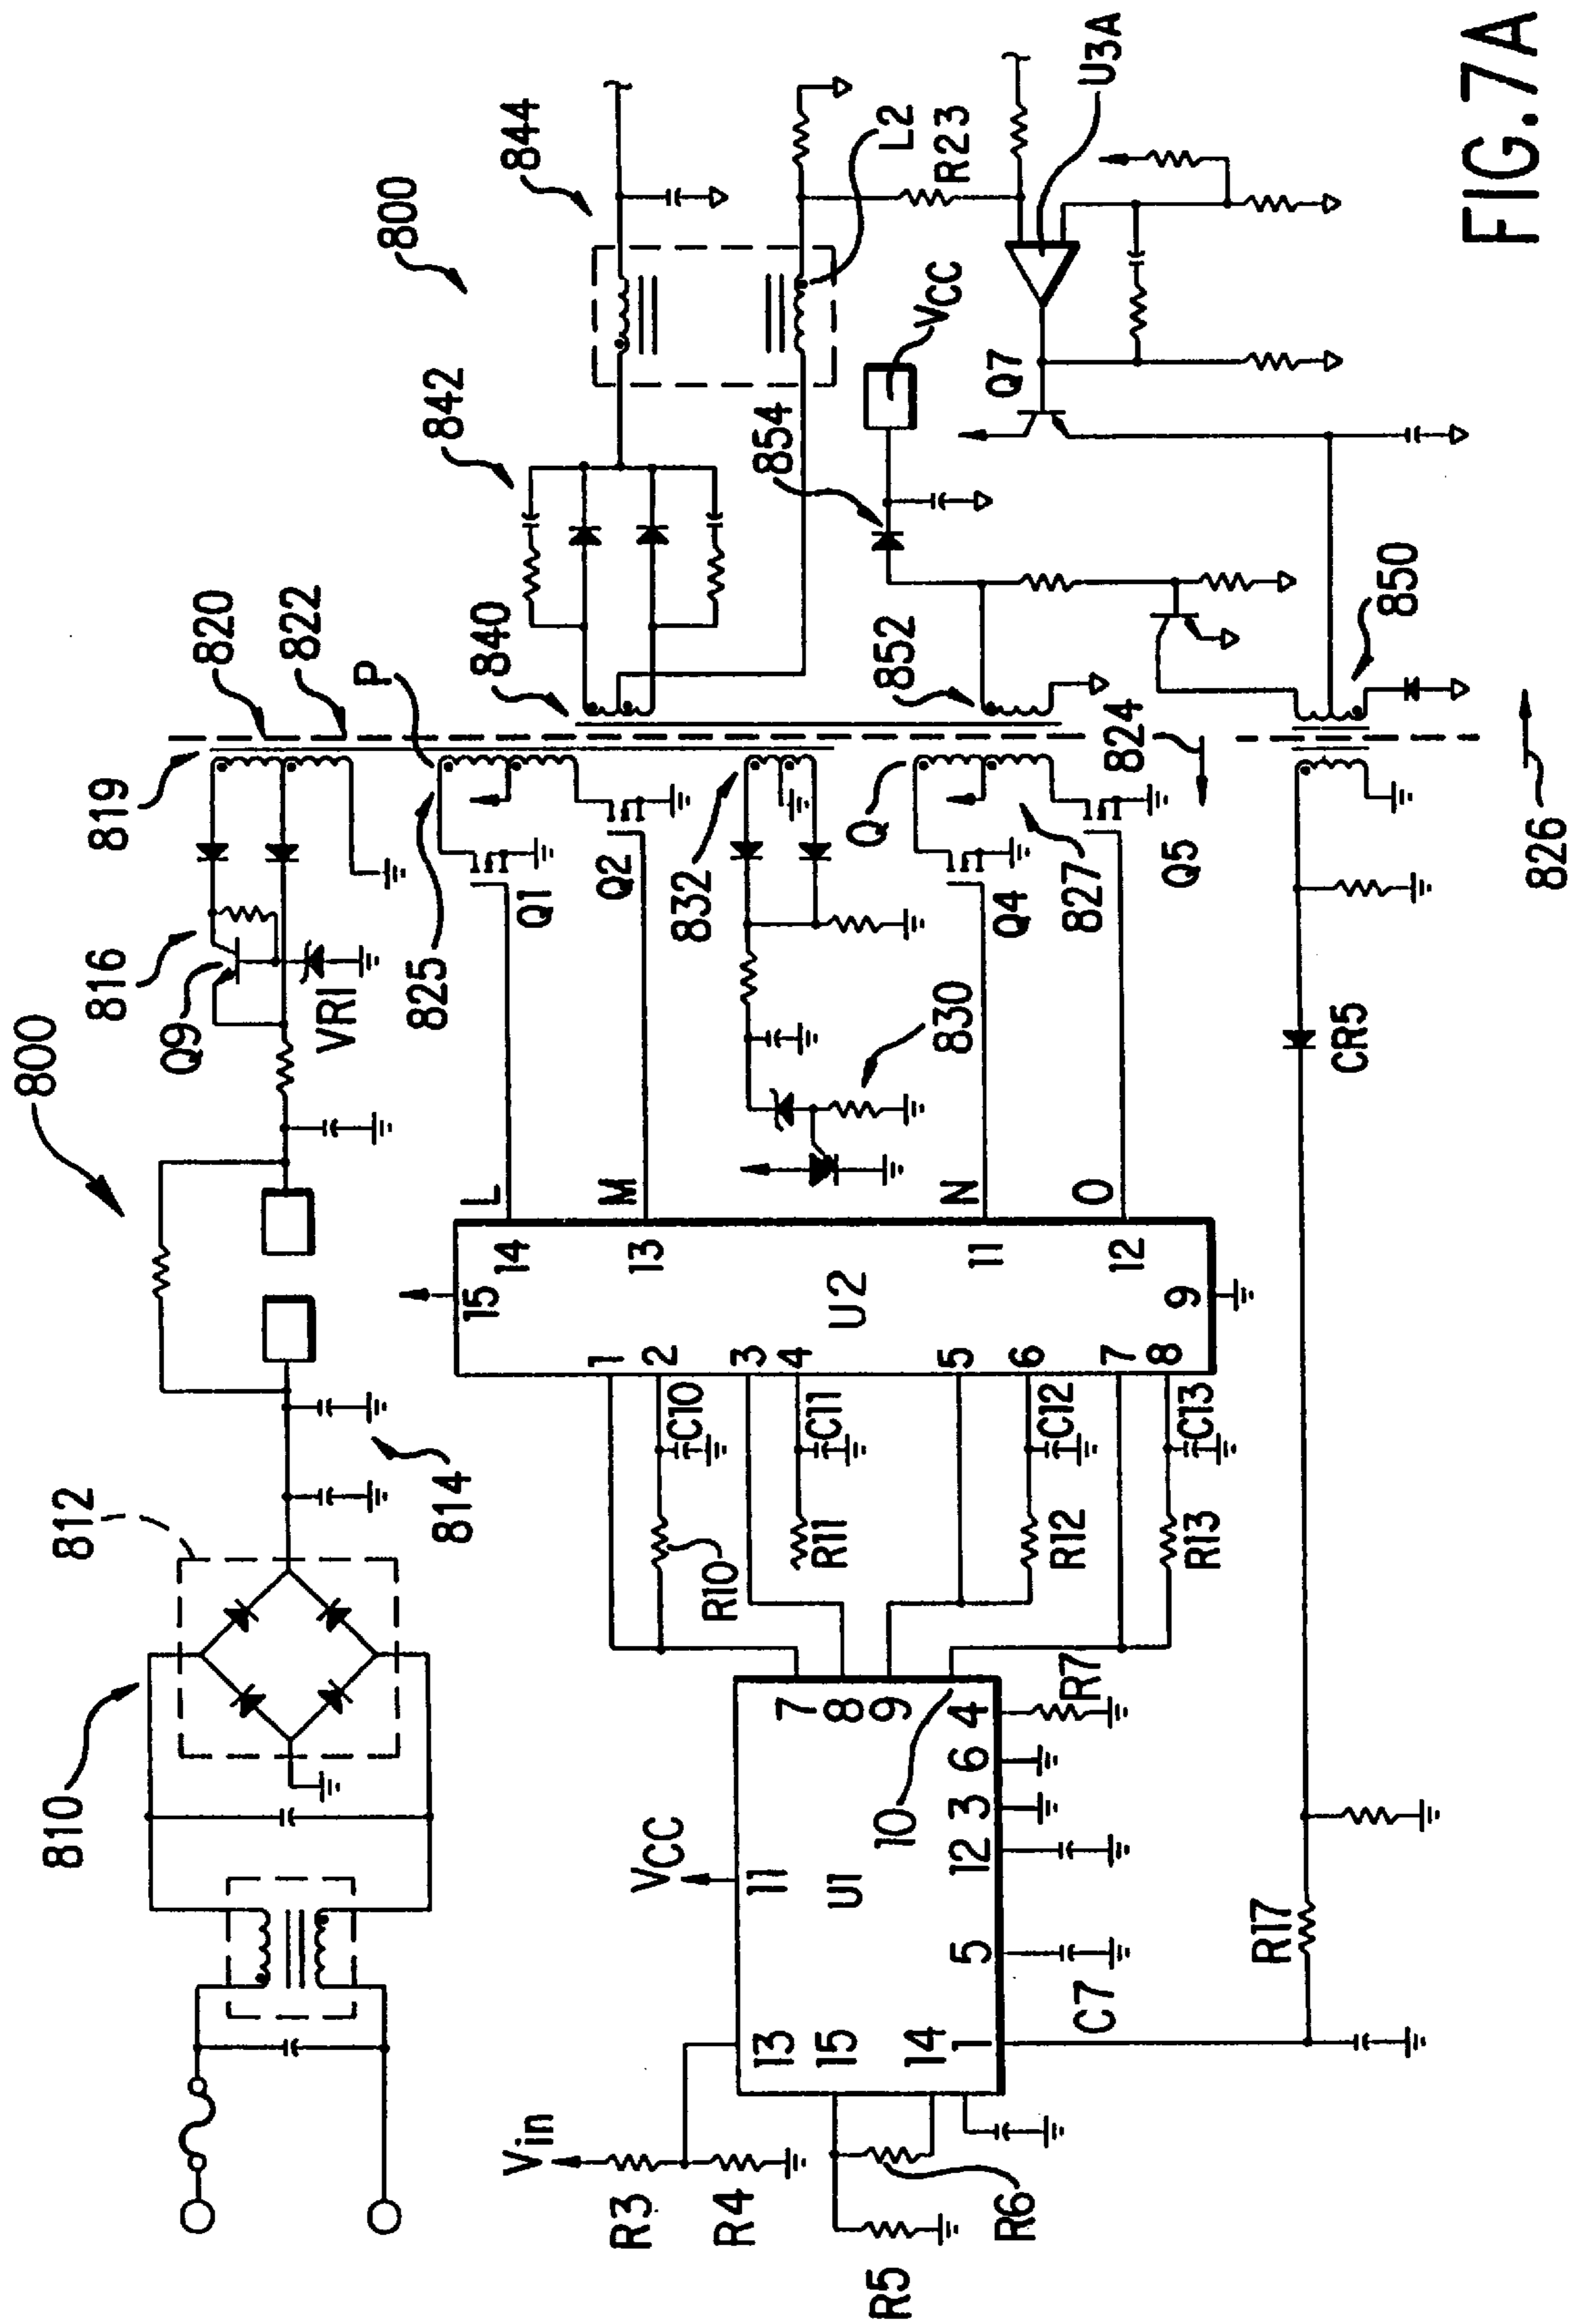 800
844
842
L2
R23
U3A
VCC
854
Q7
820
822
P
840
852
850
819
825
832
Q
824
827
826
816
Q9
VR1
Q1
Q2
Q4
Q5
830
CR5
800
L
M
N
O
15
14
13
11
12
9
U2
1
2
3
4
5
6
7
8
C10
C11
C12
C13
814
812
810
R10
R11
R12
R13
VCC
11
7
8
9
10
U1
13
15
14
1
5
12
3
6
4
R7
C7
R17
Vin
R3
R4
R5
R6
FIG.7A